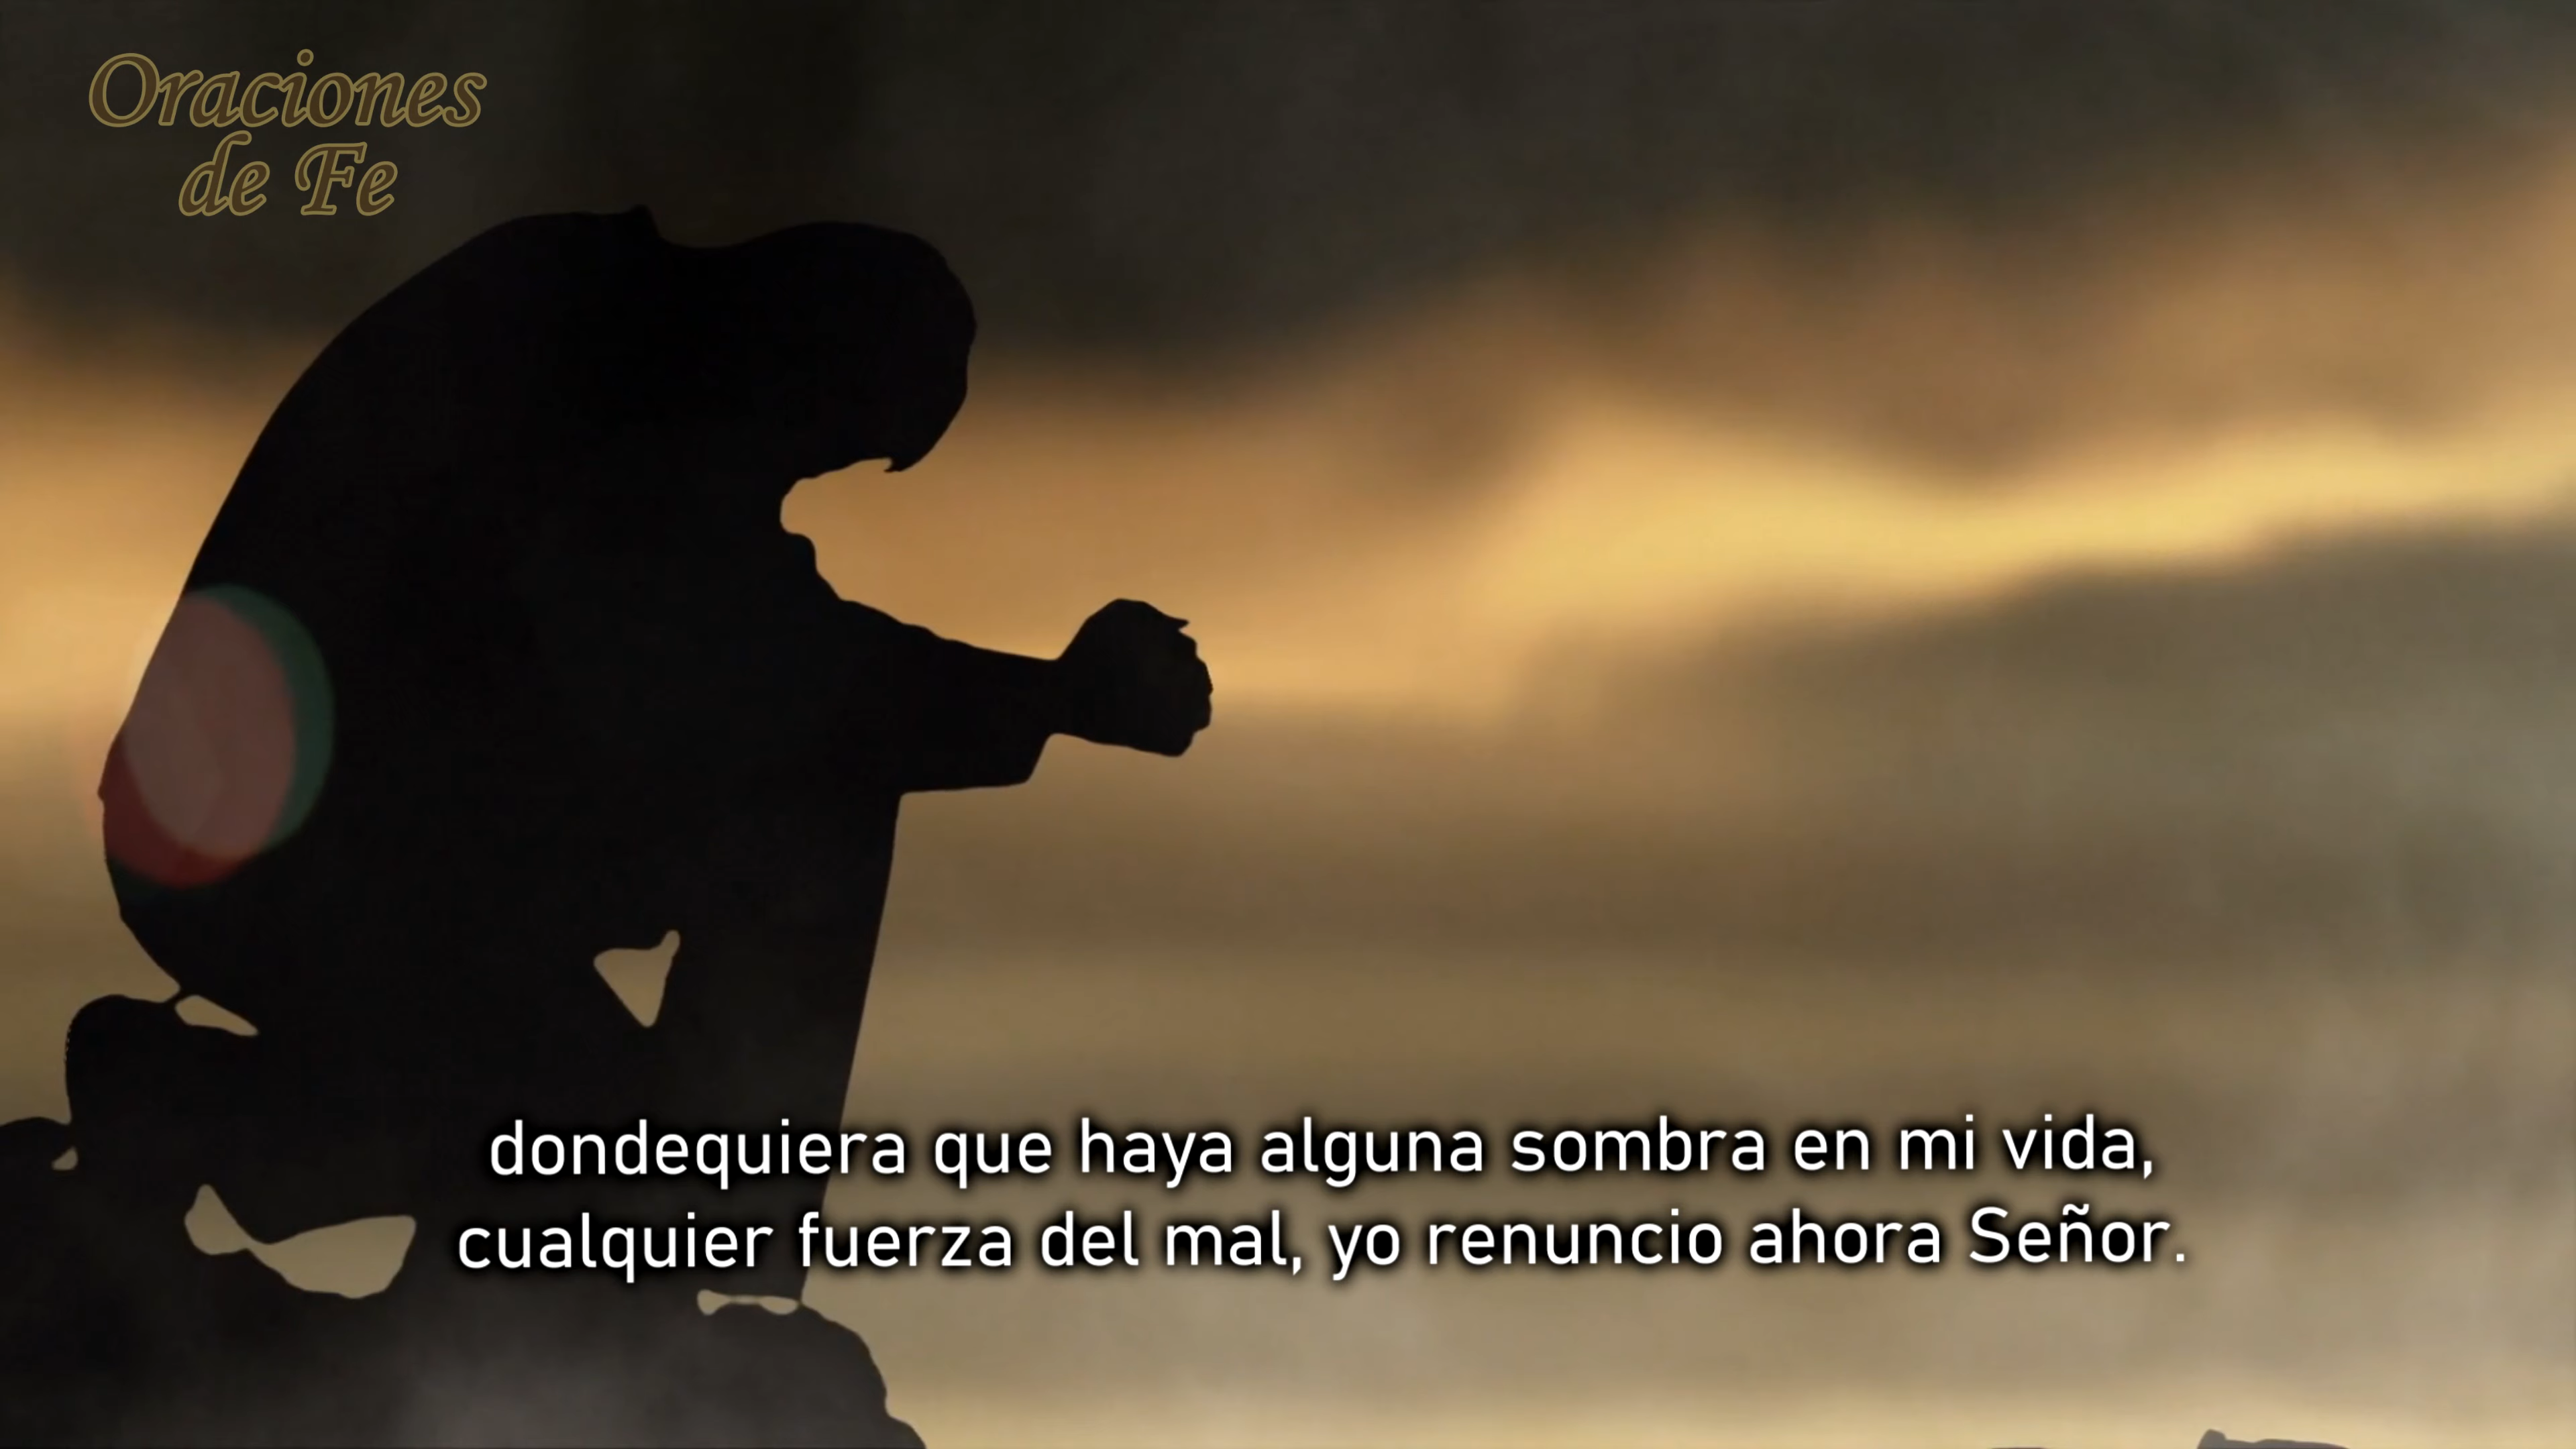 Oraciones
de Fe
dondequiera que haya alguna sombra en mi vida,
cualquier fuerza del mal, yo renuncio ahora Señor.